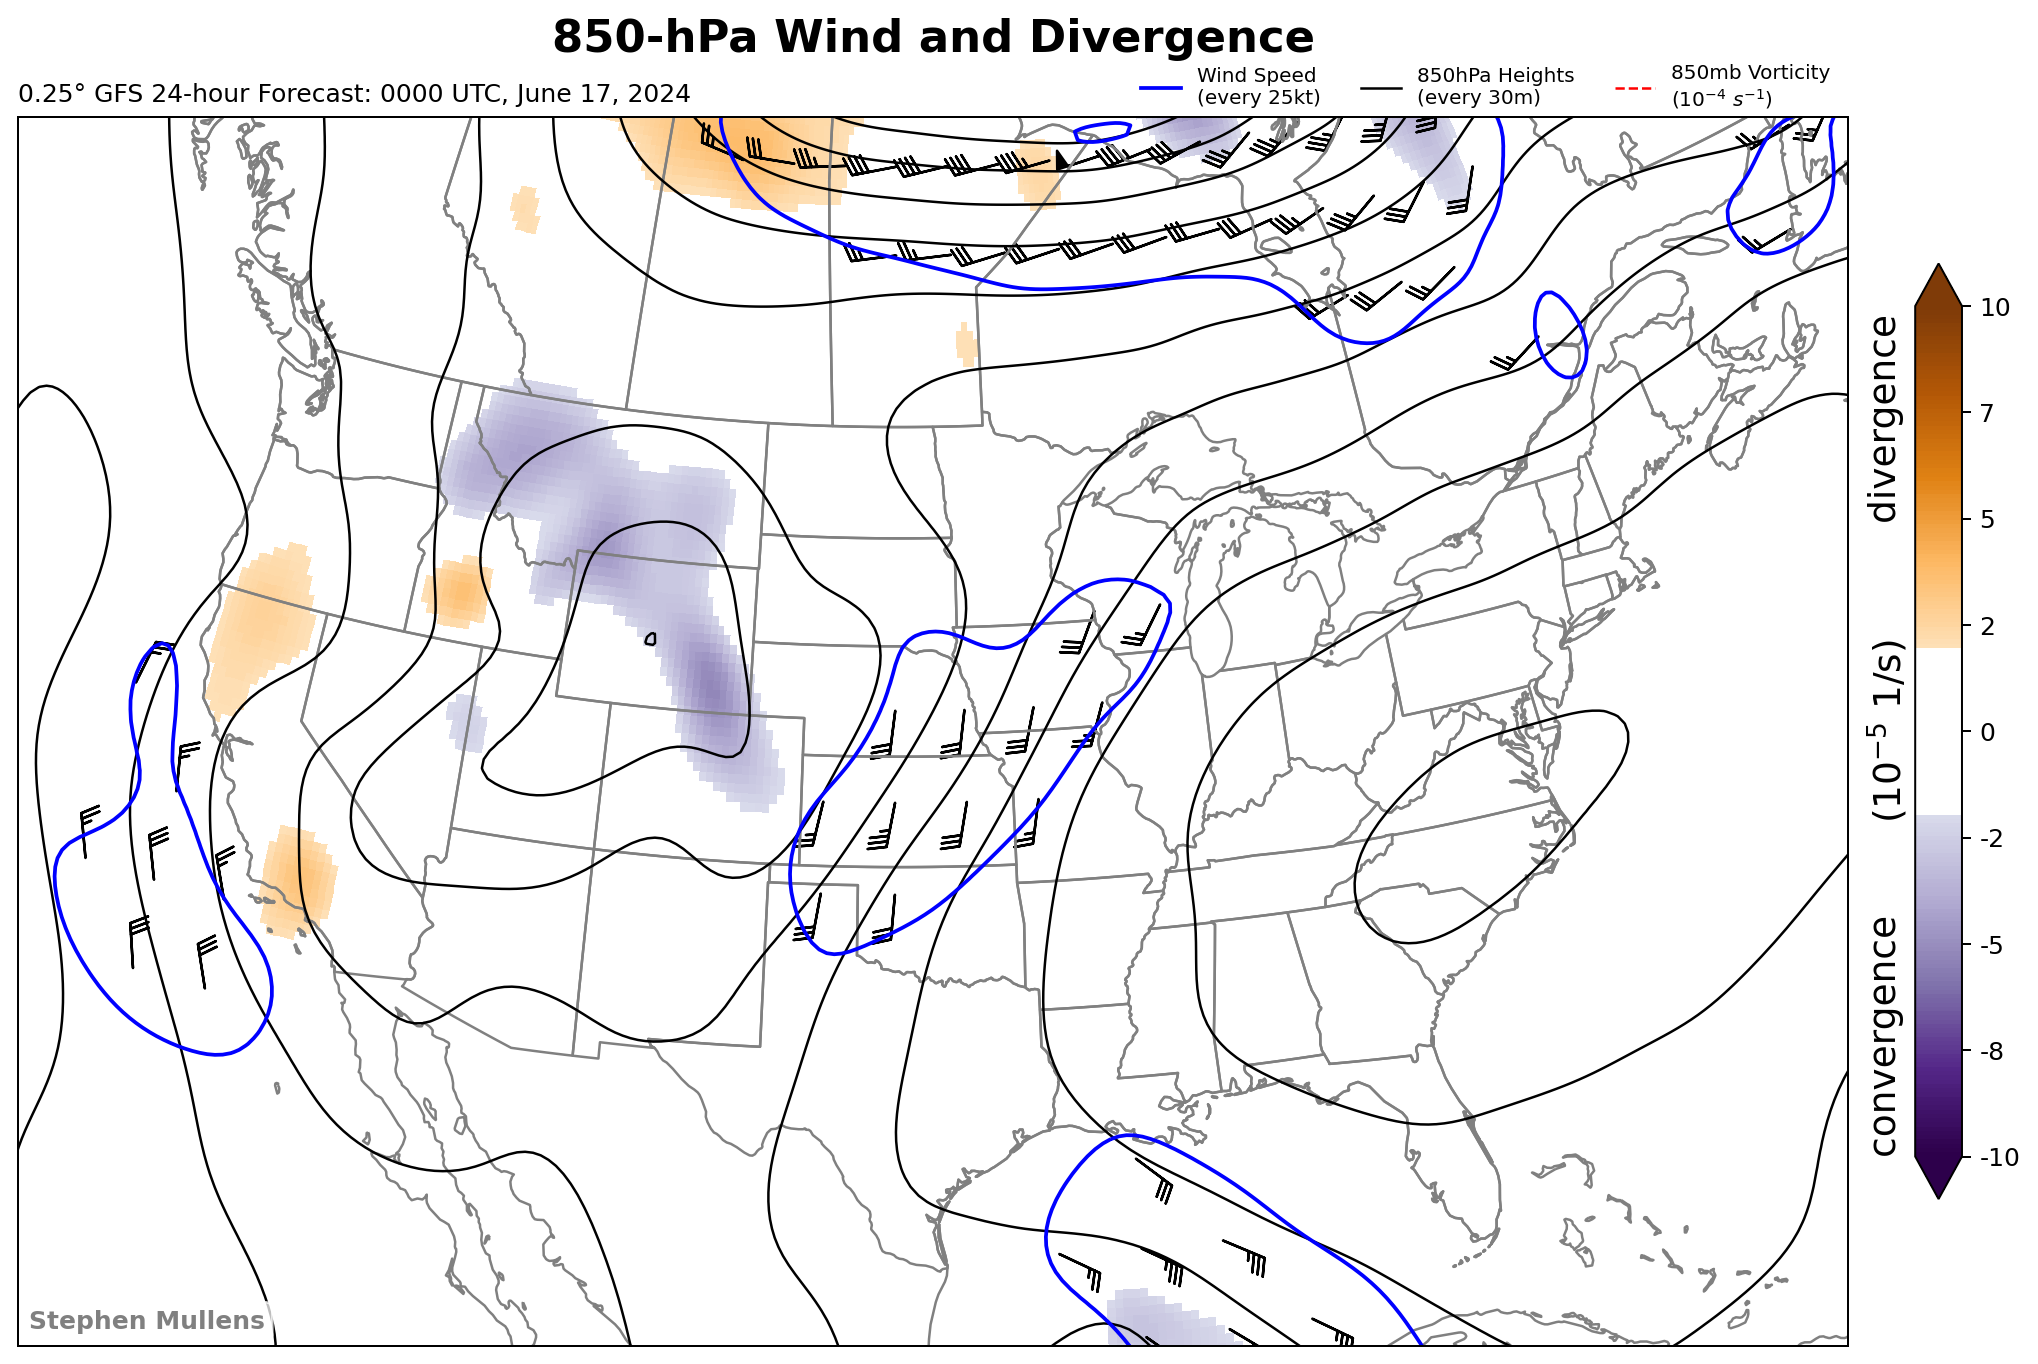 850-hPa Wind and Divergence
0.25° GFS 24-hour Forecast: 0000 UTC, June 17, 2024
Wind Speed
(every 25kt)
850hPa Heights
(every 30m)
850mb Vorticity
(10⁻⁴ s⁻¹)
10
7
5
2
0
-2
-5
-8
-10
convergence (10⁻⁵ 1/s) divergence
Stephen Mullens